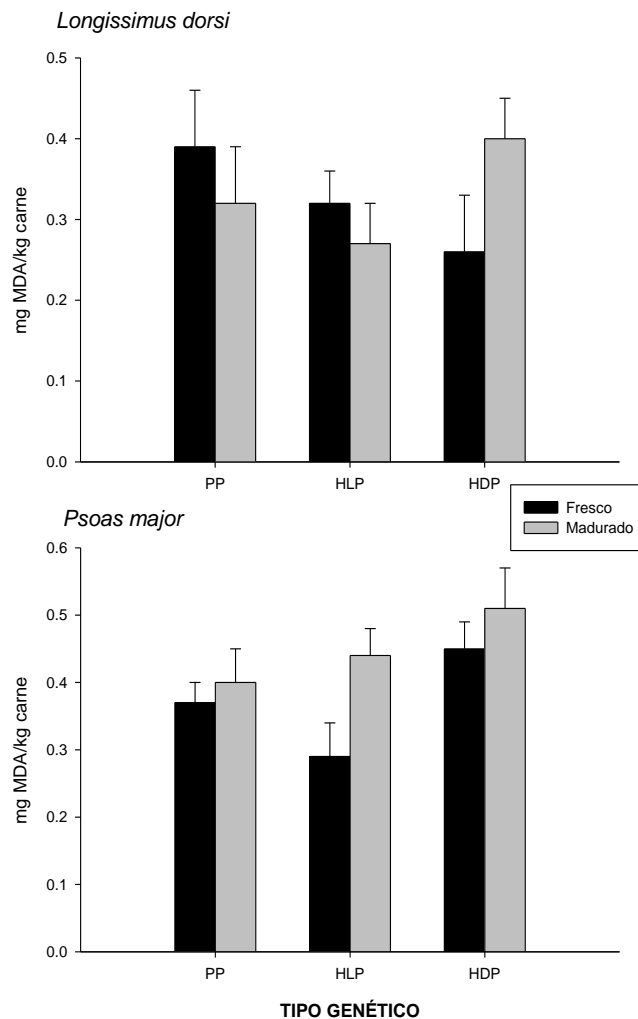 Longissimus dorsi
0.5
0.4
0.3
0.2
0.1
0.0
mg MDA/kg carne
PP HLP HDP
Fresco
Madurado
Psoas major
0.6
0.5
0.4
0.3
0.2
0.1
0.0
mg MDA/kg carne
PP HLP HDP
TIPO GENÉTICO